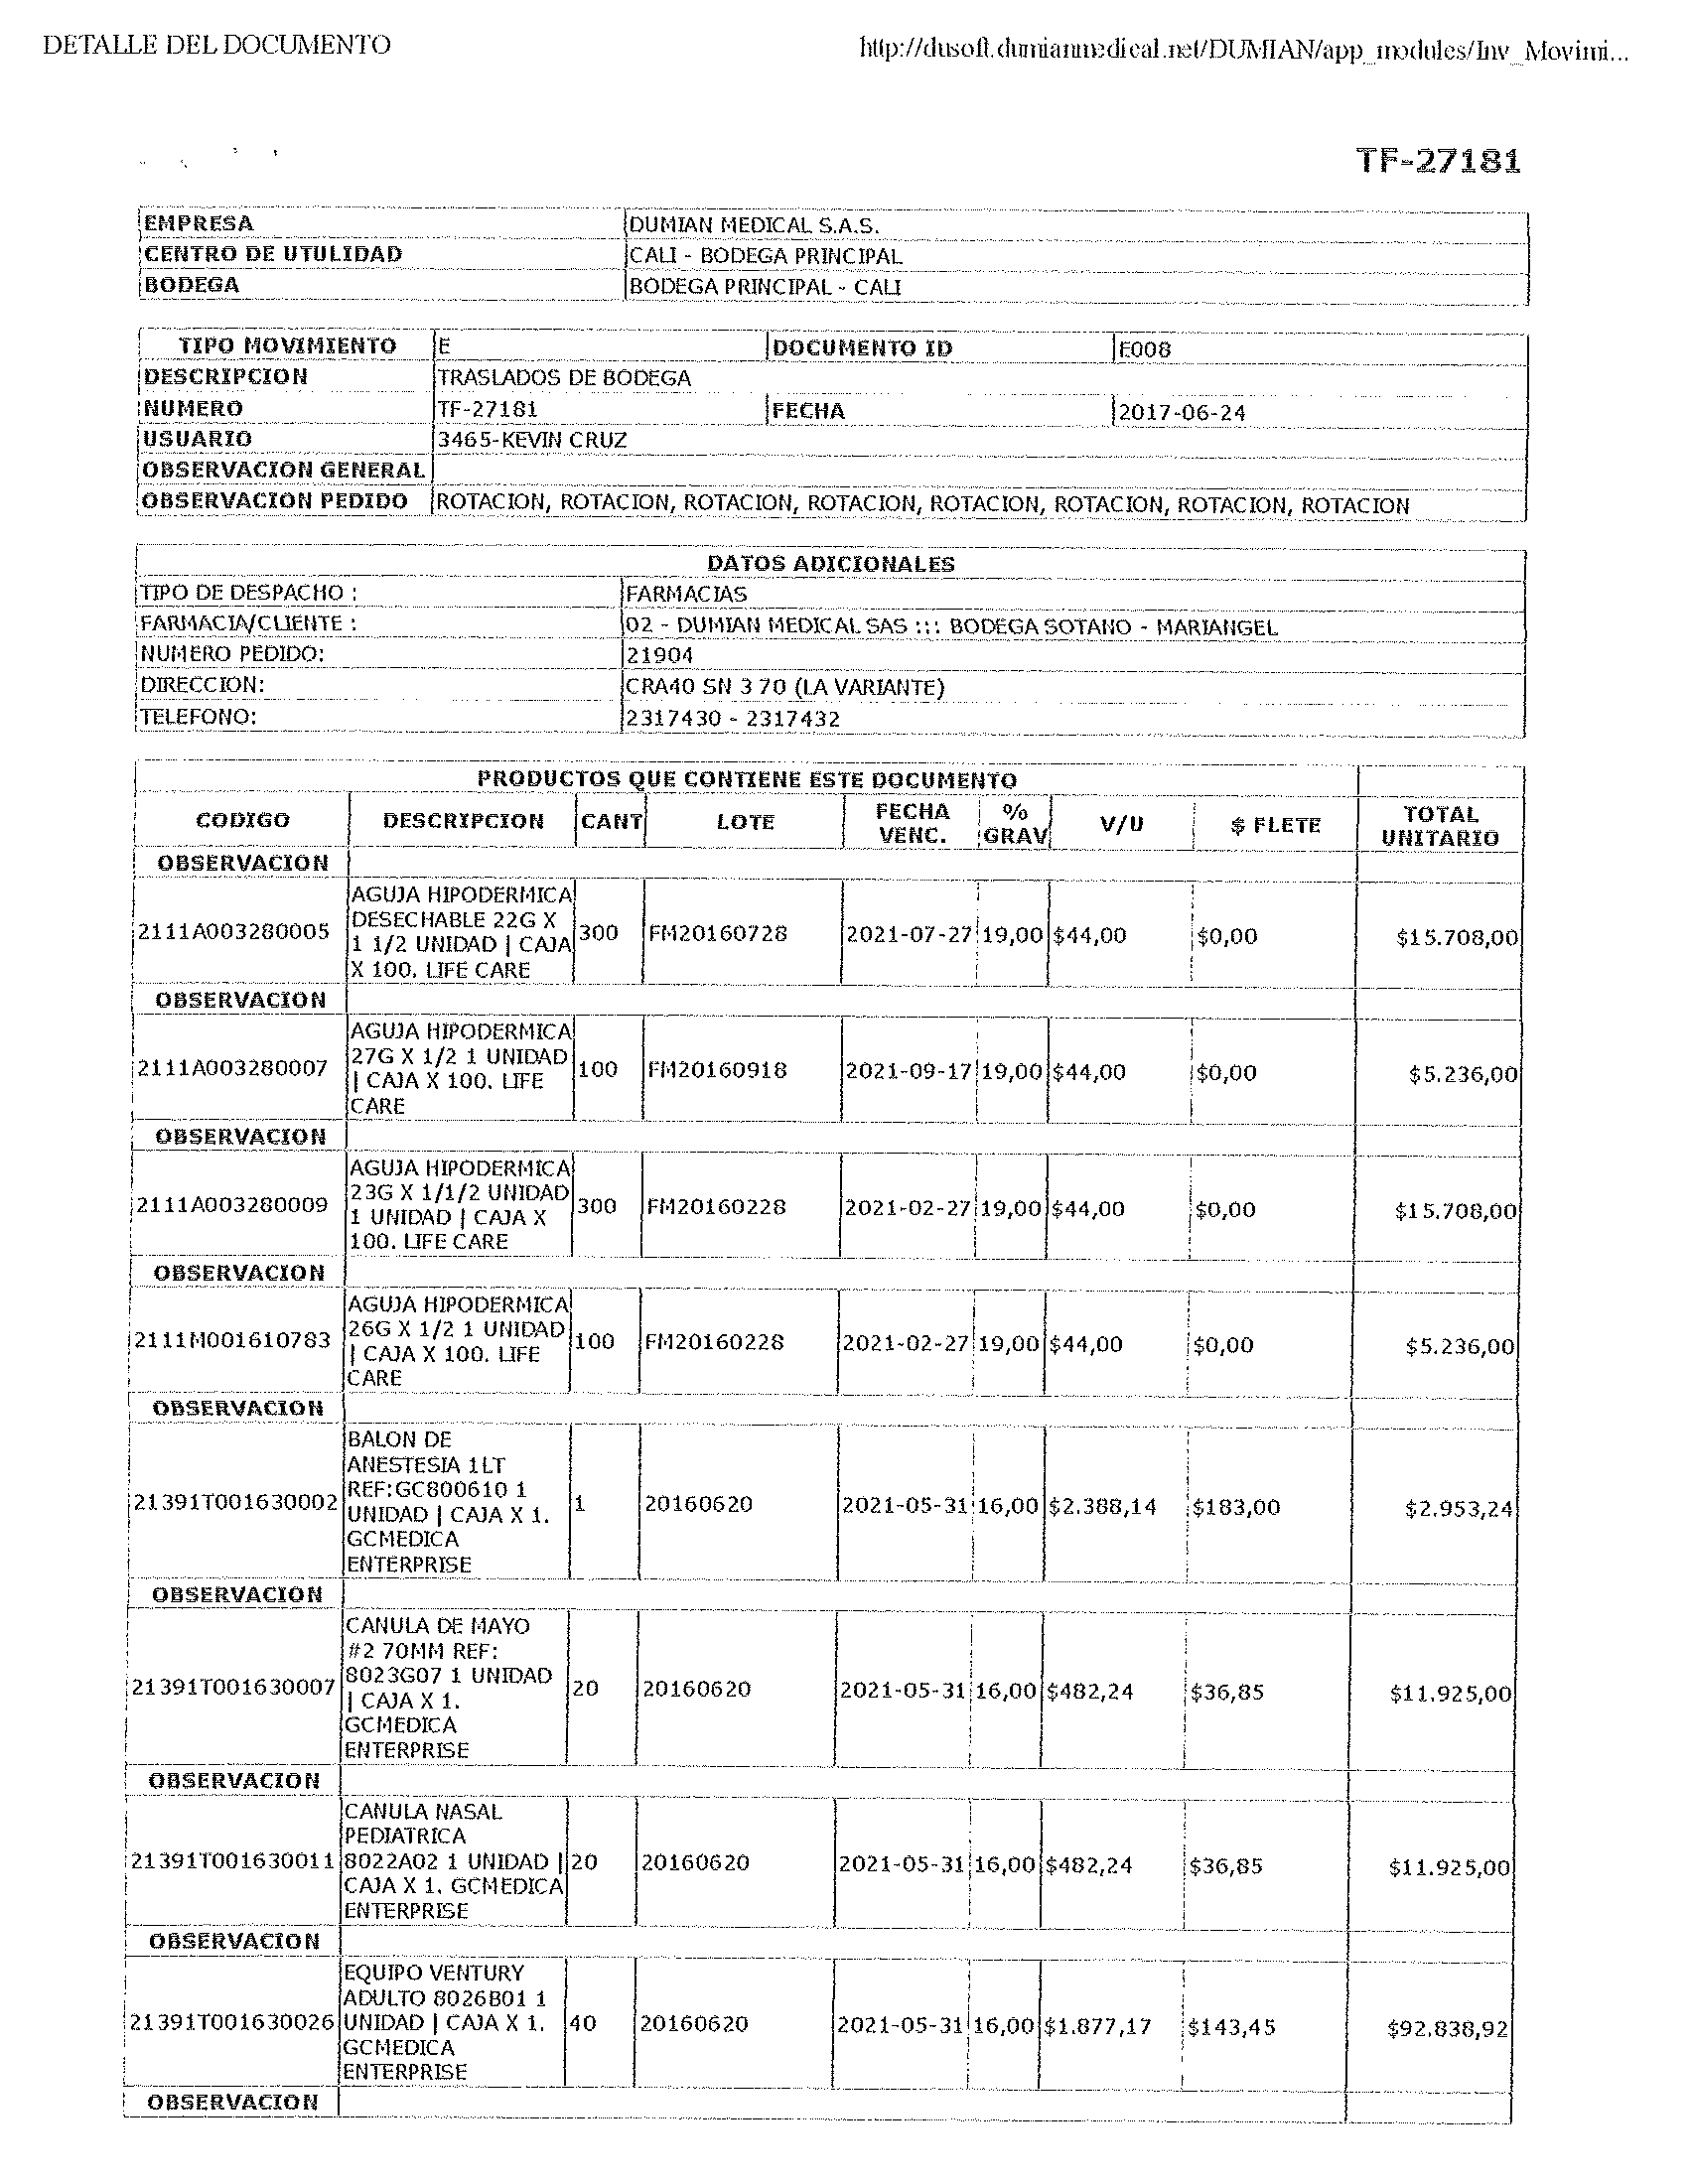 DETALLE DEL DOCUMENTO
http://dusoft.dumianmedical.net/DUMIAN/app_modules/Inv_Movimi...
TF-27181
EMPRESA DUMIAN MEDICAL S.A.S.
CENTRO DE UTULIDAD CALI - BODEGA PRINCIPAL
BODEGA BODEGA PRINCIPAL - CALI
TIPO MOVIMIENTO E DOCUMENTO ID E008
DESCRIPCION TRASLADOS DE BODEGA
NUMERO TF-27181 FECHA 2017-06-24
USUARIO 3465-KEVIN CRUZ
OBSERVACION GENERAL
OBSERVACION PEDIDO ROTACION, ROTACION, ROTACION, ROTACION, ROTACION, ROTACION, ROTACION, ROTACION
DATOS ADICIONALES
TIPO DE DESPACHO : FARMACIAS
FARMACIA/CLIENTE : 02 - DUMIAN MEDICAL SAS ::: BODEGA SOTANO - MARIANGEL
NUMERO PEDIDO: 21904
DIRECCION: CRA40 SN 3 70 (LA VARIANTE)
TELEFONO: 2317430 - 2317432
PRODUCTOS QUE CONTIENE ESTE DOCUMENTO
CODIGO DESCRIPCION CANT LOTE FECHA VENC. % GRAV V/U $ FLETE TOTAL UNITARIO
OBSERVACION
AGUJA HIPODERMICA
DESECHABLE 22G X
2111A003280005 1 1/2 UNIDAD | CAJA 300 FM20160728 2021-07-27 19,00 $44,00 $0,00 $15.708,00
X 100. LIFE CARE
OBSERVACION
AGUJA HIPODERMICA
2111A003280007 27G X 1/2 1 UNIDAD 100 FM20160918 2021-09-17 19,00 $44,00 $0,00 $5.236,00
| CAJA X 100. LIFE
CARE
OBSERVACION
AGUJA HIPODERMICA
2111A003280009 23G X 1/1/2 UNIDAD 300 FM20160228 2021-02-27 19,00 $44,00 $0,00 $15.708,00
1 UNIDAD | CAJA X
100. LIFE CARE
OBSERVACION
AGUJA HIPODERMICA
2111M001610783 26G X 1/2 1 UNIDAD 100 FM20160228 2021-02-27 19,00 $44,00 $0,00 $5.236,00
| CAJA X 100. LIFE
CARE
OBSERVACION
BALON DE
ANESTESIA 1LT
REF:GC800610 1
21391T001630002 UNIDAD | CAJA X 1. 1 20160620 2021-05-31 16,00 $2.388,14 $183,00 $2.953,24
GCMEDICA
ENTERPRISE
OBSERVACION
CANULA DE MAYO
#2 70MM REF:
21391T001630007 8023G07 1 UNIDAD 20 20160620 2021-05-31 16,00 $482,24 $36,85 $11.925,00
| CAJA X 1.
GCMEDICA
ENTERPRISE
OBSERVACION
CANULA NASAL
PEDIATRICA
21391T001630011 8022A02 1 UNIDAD | 20 20160620 2021-05-31 16,00 $482,24 $36,85 $11.925,00
CAJA X 1. GCMEDICA
ENTERPRISE
OBSERVACION
EQUIPO VENTURY
ADULTO 8026B01 1
21391T001630026 UNIDAD | CAJA X 1. 40 20160620 2021-05-31 16,00 $1.877,17 $143,45 $92.838,92
GCMEDICA
ENTERPRISE
OBSERVACION